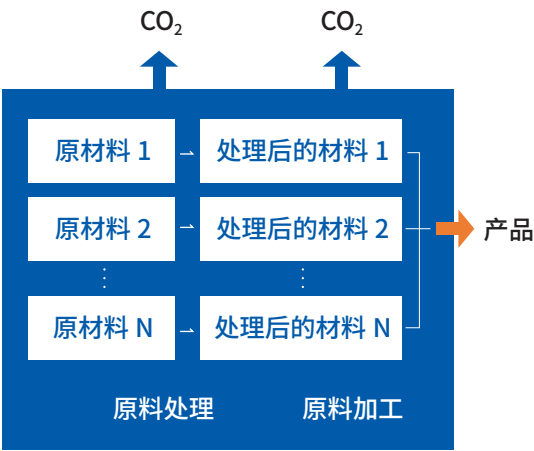 CO₂ CO₂
原材料 1 处理后的材料 1
原材料 2 处理后的材料 2
产品
原材料 N 处理后的材料 N
原料处理 原料加工